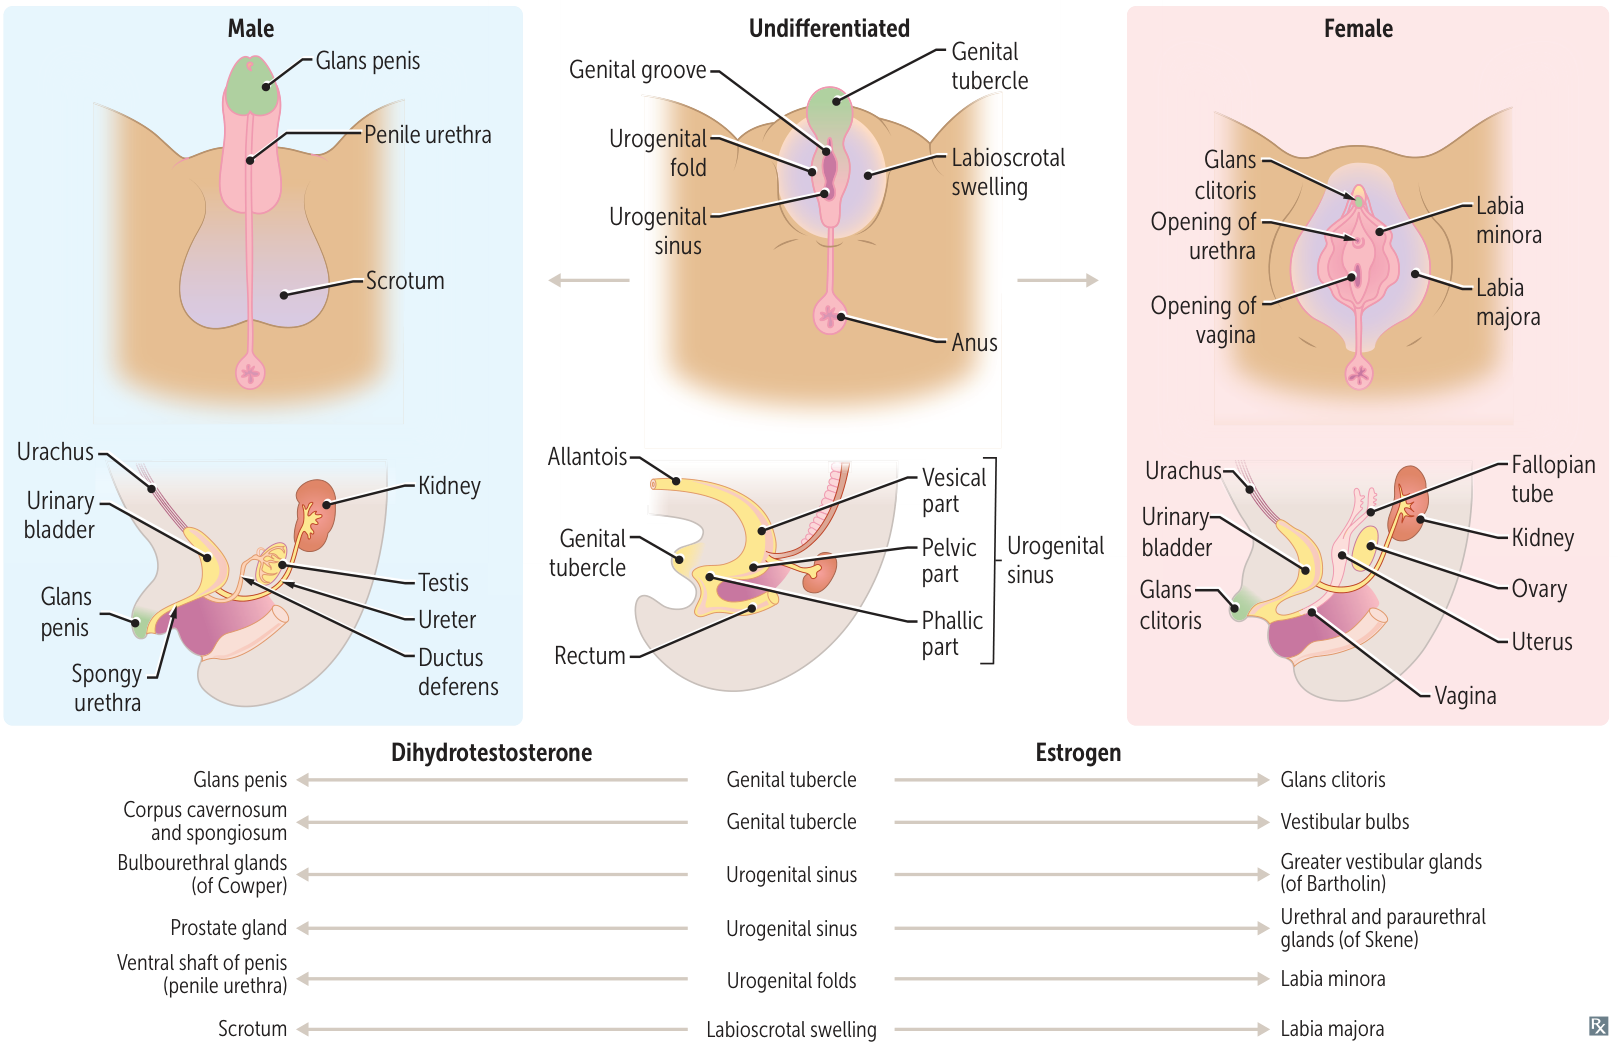 Male
Glans penis
Penile urethra
Scrotum
Urachus
Urinary
bladder
Glans
penis
Spongy
urethra
Kidney
Testis
Ureter
Ductus
deferens
Undifferentiated
Genital groove
Urogenital
fold
Urogenital
sinus
Genital
tubercle
Labioscrotal
swelling
Anus
Allantois
Genital
tubercle
Rectum
Vesical
part
Pelvic
part
Phallic
part
Urogenital
sinus
Female
Glans
clitoris
Opening of
urethra
Opening of
vagina
Labia
minora
Labia
majora
Urachus
Urinary
bladder
Glans
clitoris
Fallopian
tube
Kidney
Ovary
Uterus
Vagina
Dihydrotestosterone
Estrogen
Glans penis
Genital tubercle
Glans clitoris
Corpus cavernosum
and spongiosum
Genital tubercle
Vestibular bulbs
Bulbourethral glands
(of Cowper)
Urogenital sinus
Greater vestibular glands
(of Bartholin)
Prostate gland
Urogenital sinus
Urethral and paraurethral
glands (of Skene)
Ventral shaft of penis
(penile urethra)
Urogenital folds
Labia minora
Scrotum
Labioscrotal swelling
Labia majora
Rx